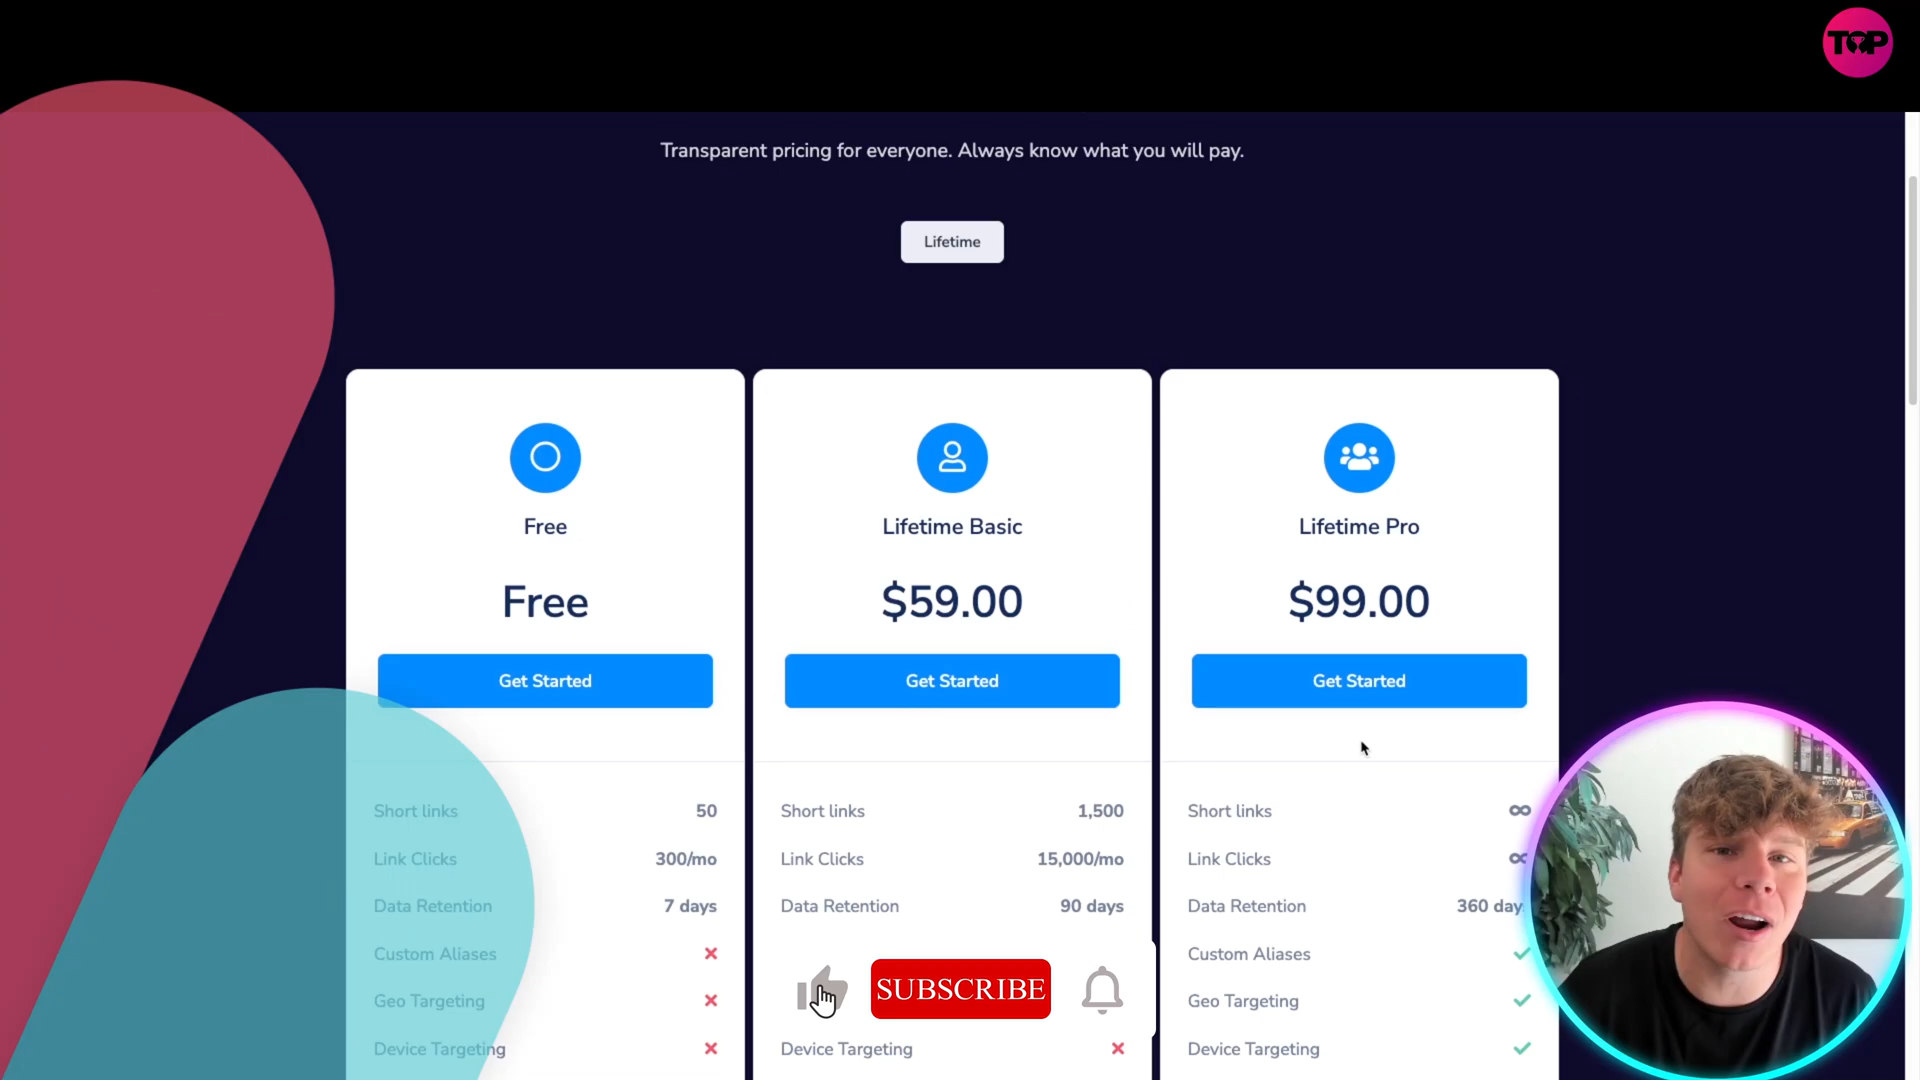 TOP
Transparent pricing for everyone. Always know what you will pay.
Lifetime
Free
Free
Get Started
Short links 50
Link Clicks 300/mo
Data Retention 7 days
Custom Aliases
Geo Targeting
Device Targeting
Lifetime Basic
$59.00
Get Started
Short links 1,500
Link Clicks 15,000/mo
Data Retention 90 days
SUBSCRIBE
Device Targeting
Lifetime Pro
$99.00
Get Started
Short links ∞
Link Clicks ∞
Data Retention 360 day
Custom Aliases
Geo Targeting
Device Targeting